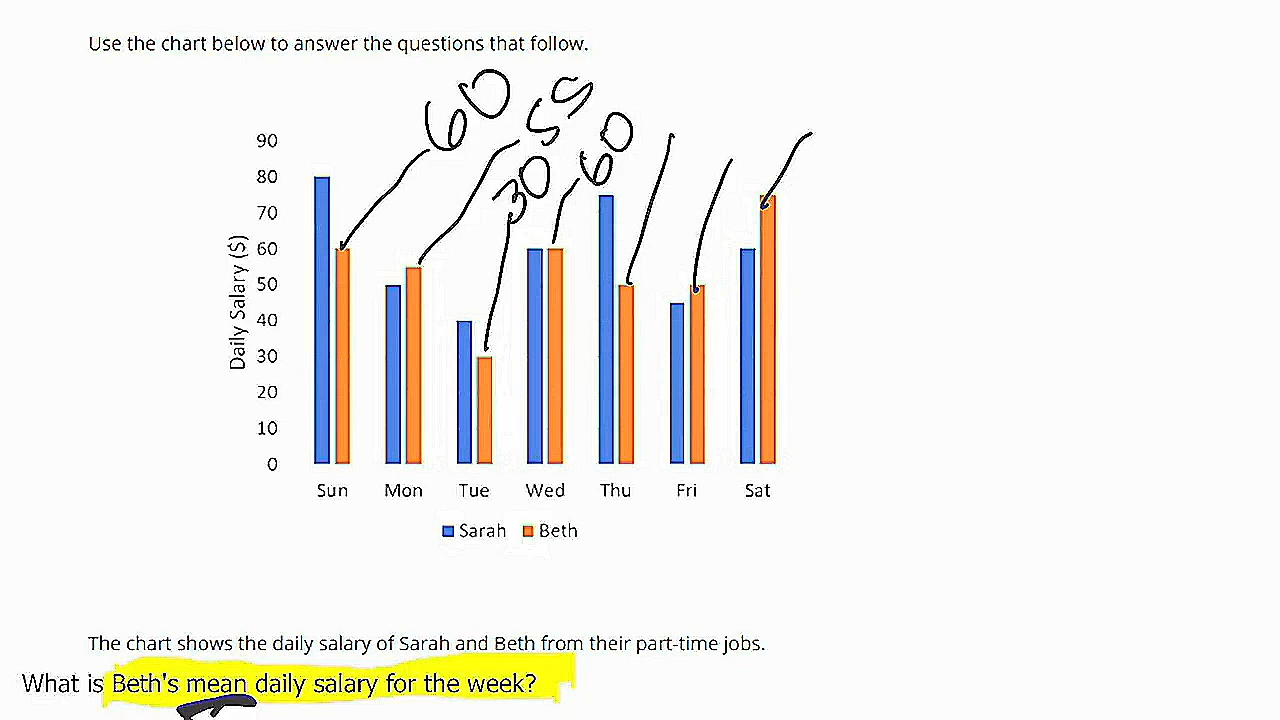 Use the chart below to answer the questions that follow.
60
55
30
60
90
80
70
60
50
40
30
20
10
0
Daily Salary ($)
Sun Mon Tue Wed Thu Fri Sat
Sarah Beth
The chart shows the daily salary of Sarah and Beth from their part-time jobs.
What is Beth's mean daily salary for the week?